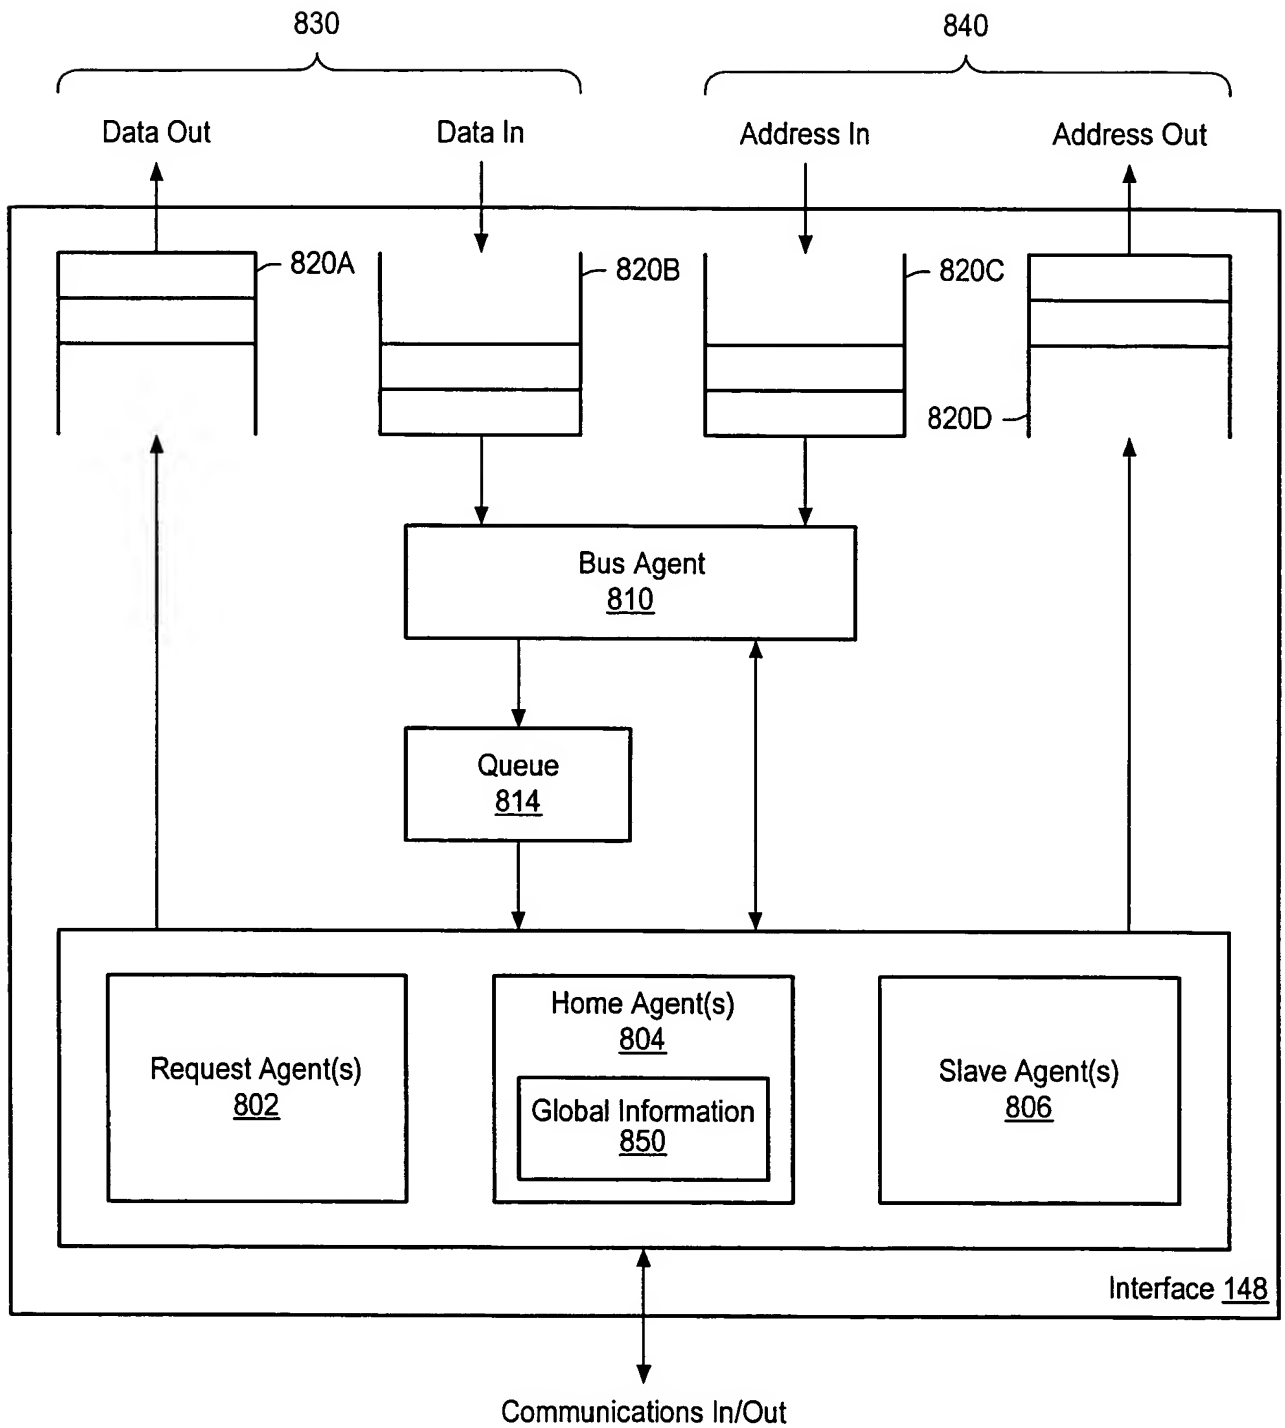 830
840
Data Out
Data In
Address In
Address Out
820A
820B
820C
820D
Bus Agent
810
Queue
814
Home Agent(s)
804
Request Agent(s)
802
Slave Agent(s)
806
Global Information
850
Interface 148
Communications In/Out